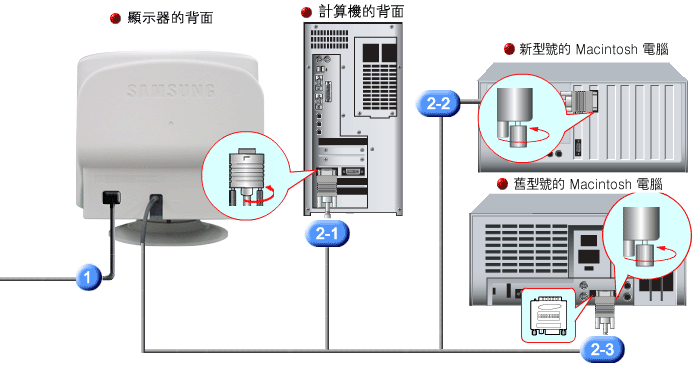 顯示器的背面
計算機的背面
新型號的 Macintosh 電腦
SAMSUNG
2-2
舊型號的 Macintosh 電腦
2-1
1
2-3